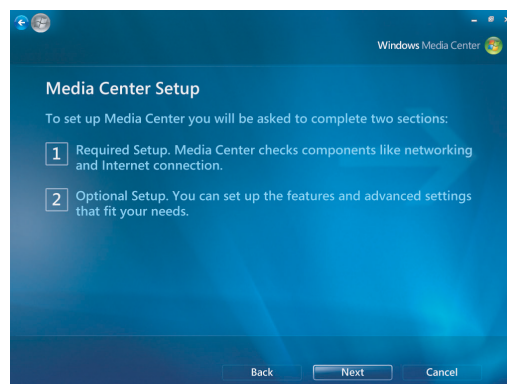 Windows Media Center
Media Center Setup
To set up Media Center you will be asked to complete two sections:
1 Required Setup. Media Center checks components like networking
and Internet connection.
2 Optional Setup. You can set up the features and advanced settings
that fit your needs.
Back Next Cancel